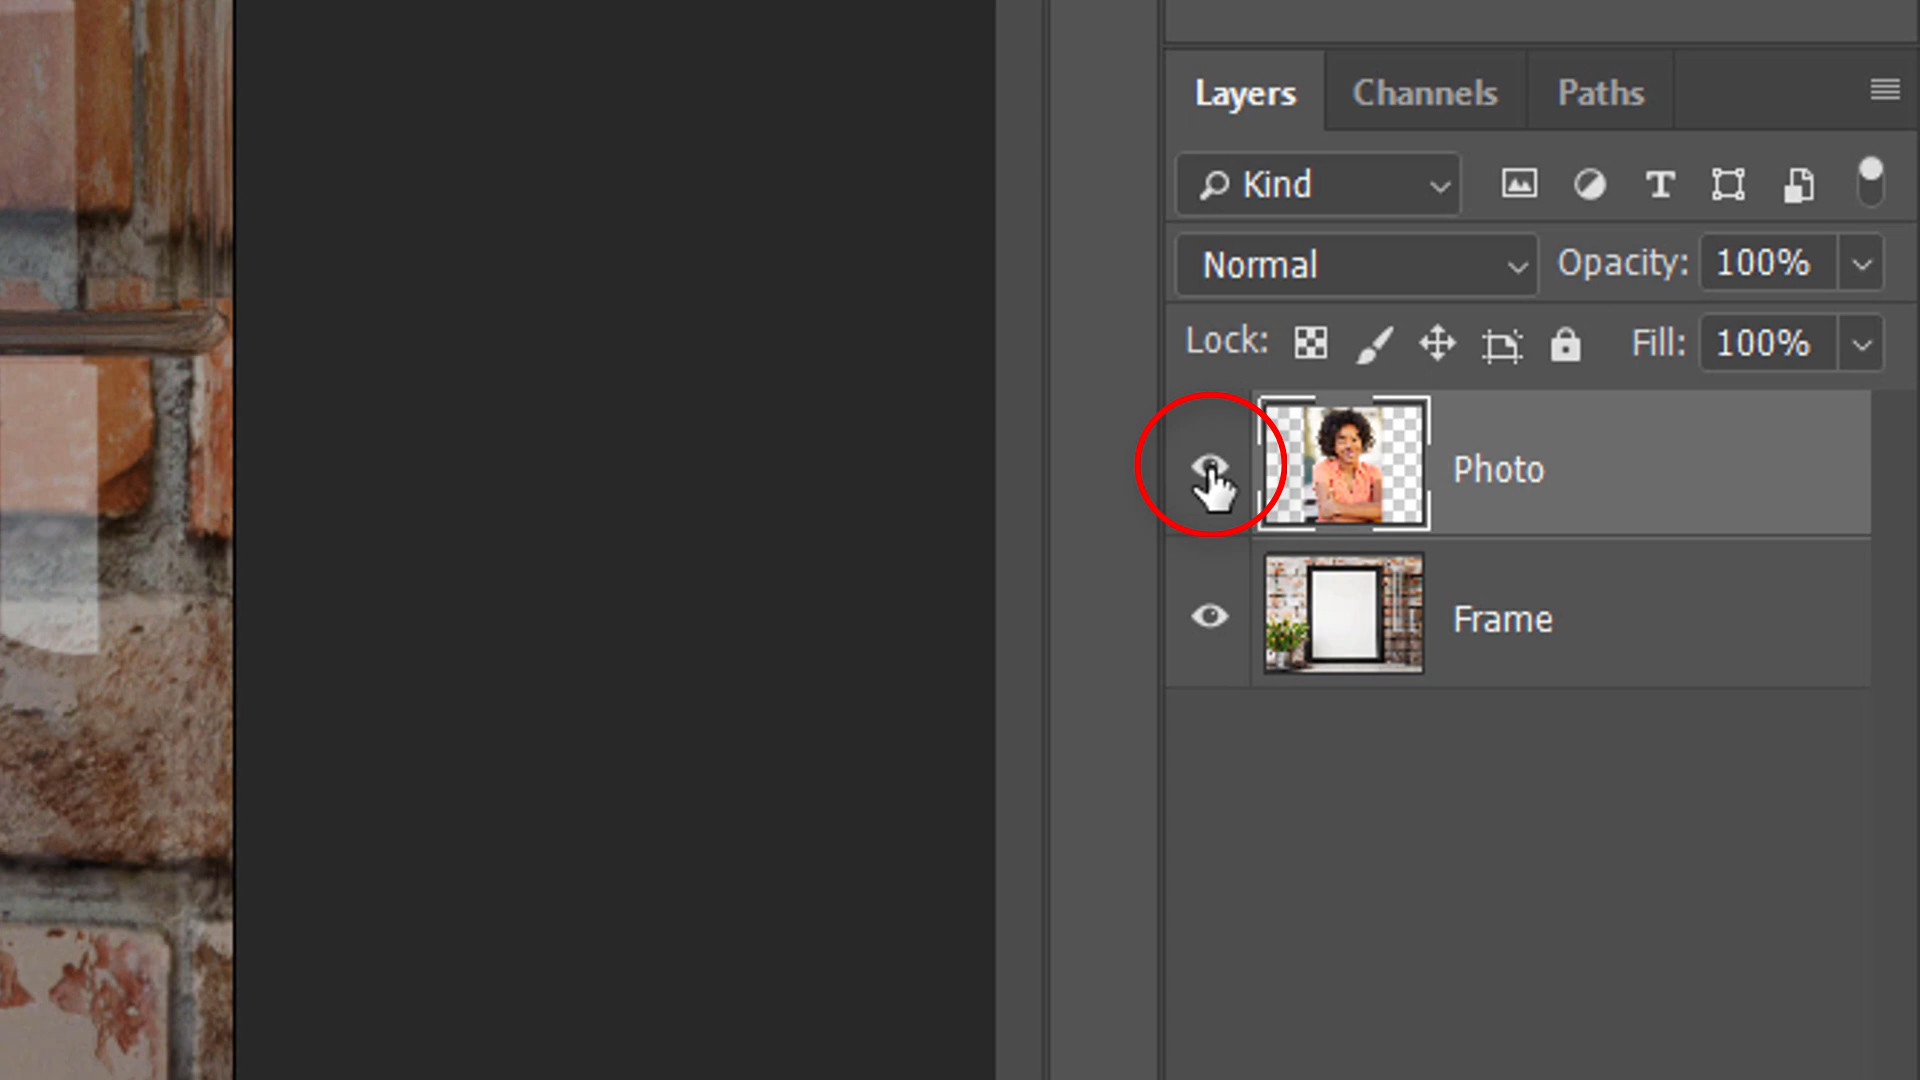 Layers Channels Paths
Kind
Normal Opacity: 100%
Lock: Fill: 100%
Photo
Frame